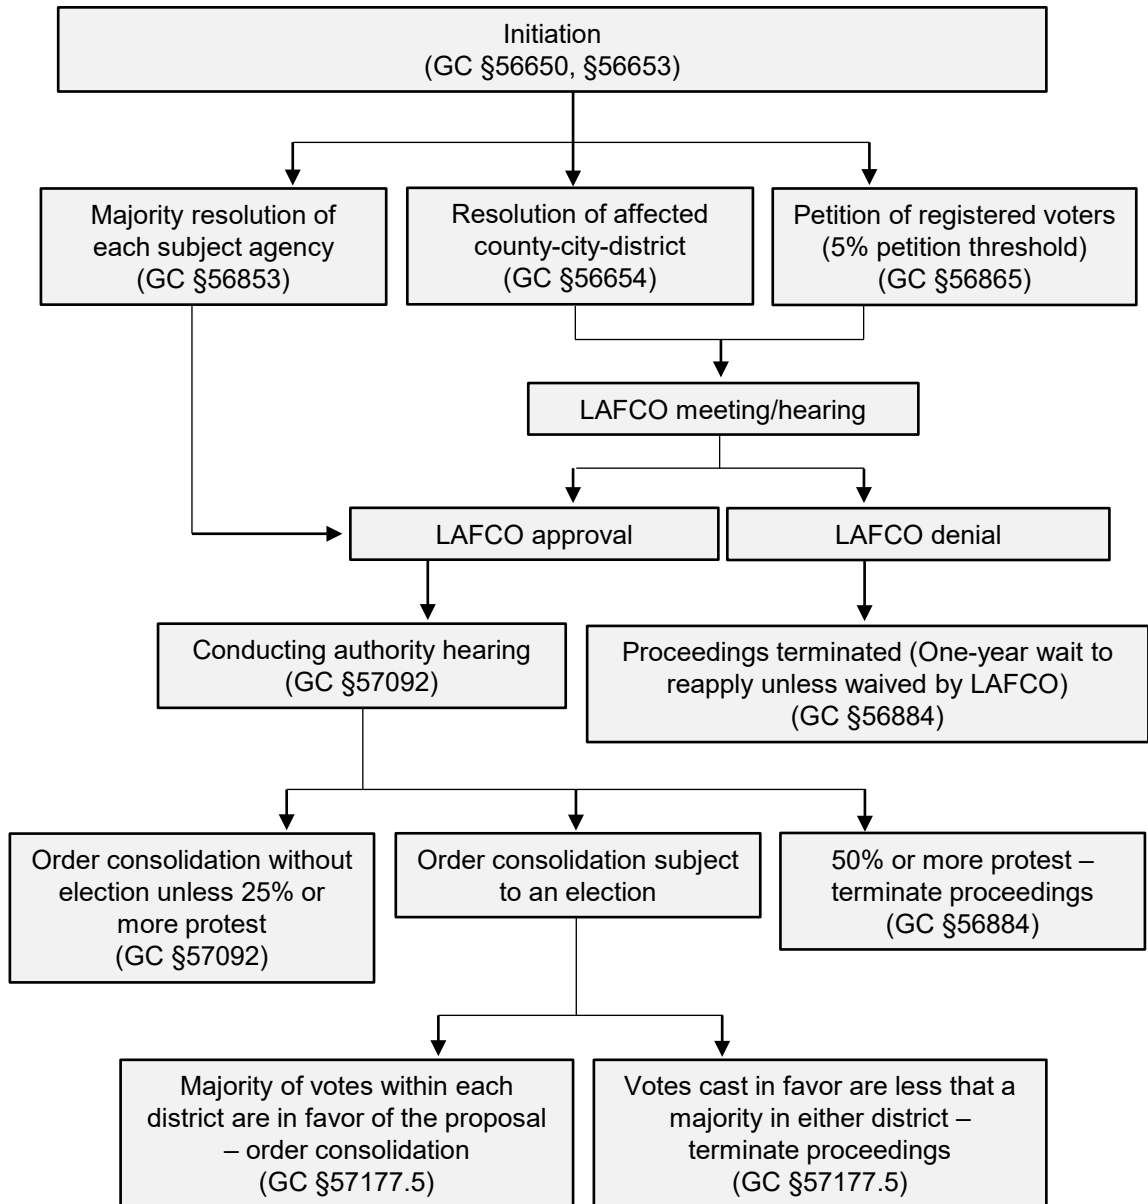 Initiation
(GC §56650, §56653)
Majority resolution of
each subject agency
(GC §56853)
Resolution of affected
county-city-district
(GC §56654)
Petition of registered voters
(5% petition threshold)
(GC §56865)
LAFCO meeting/hearing
LAFCO approval
LAFCO denial
Conducting authority hearing
(GC §57092)
Proceedings terminated (One-year wait to
reapply unless waived by LAFCO)
(GC §56884)
Order consolidation without
election unless 25% or
more protest
(GC §57092)
Order consolidation subject
to an election
50% or more protest –
terminate proceedings
(GC §56884)
Majority of votes within each
district are in favor of the proposal
– order consolidation
(GC §57177.5)
Votes cast in favor are less that a
majority in either district –
terminate proceedings
(GC §57177.5)